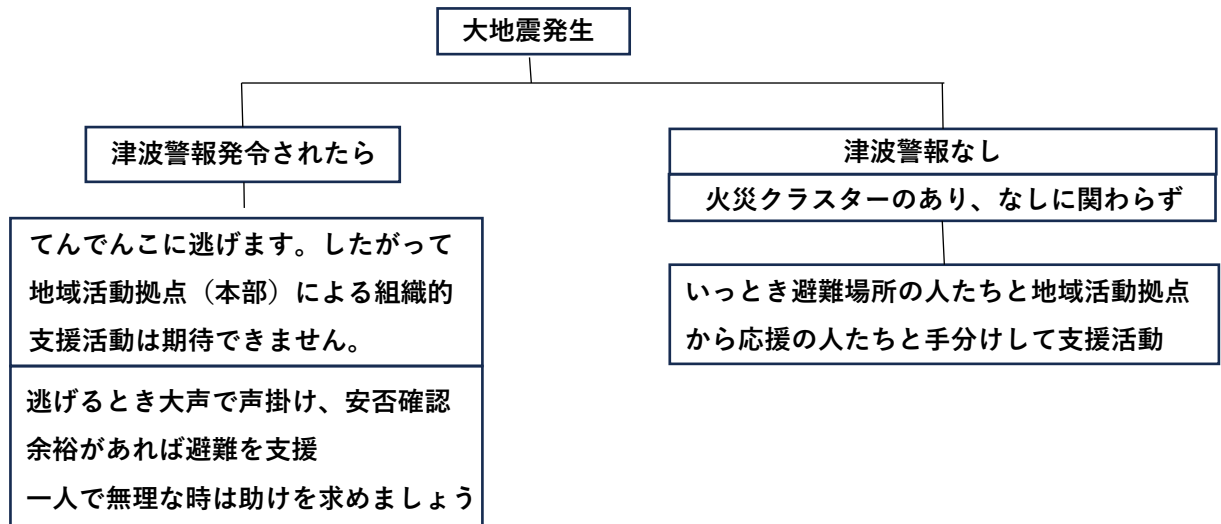 大地震発生
津波警報発令されたら
てんでんこに逃げます。したがって
地域活動拠点（本部）による組織的
支援活動は期待できません。
逃げるとき大声で声掛け、安否確認
余裕があれば避難を支援
一人で無理な時は助けを求めましょう
津波警報なし
火災クラスターのあり、なしに関わらず
いっとき避難場所の人たちと地域活動拠点
から応援の人たちと手分けして支援活動